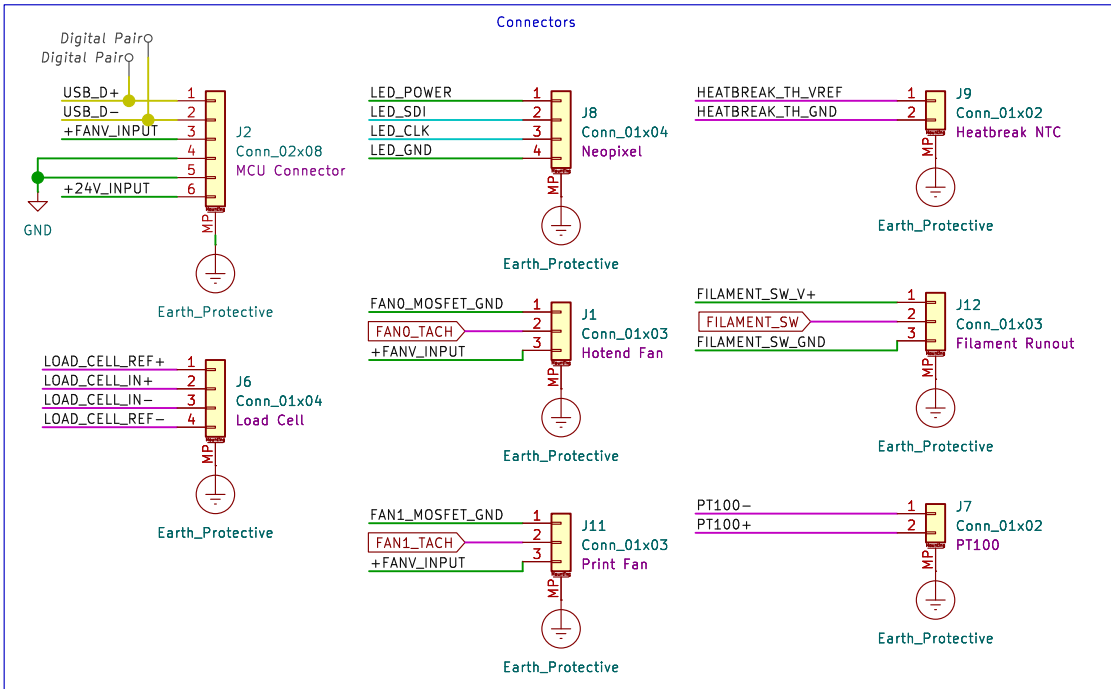 Connectors
Digital Pair
Digital Pair
USB_D+
USB_D-
+FANV_INPUT
+24V_INPUT
1
2
3
4
5
6
J2
Conn_02x08
MCU Connector
GND
MP
Earth_Protective
LED_POWER
LED_SDI
LED_CLK
LED_GND
1
2
3
4
J8
Conn_01x04
Neopixel
MP
Earth_Protective
HEATBREAK_TH_VREF
HEATBREAK_TH_GND
1
2
J9
Conn_01x02
Heatbreak NTC
MP
Earth_Protective
LOAD_CELL_REF+
LOAD_CELL_IN+
LOAD_CELL_IN-
LOAD_CELL_REF-
1
2
3
4
J6
Conn_01x04
Load Cell
MP
Earth_Protective
FAN0_MOSFET_GND
FAN0_TACH
+FANV_INPUT
1
2
3
J1
Conn_01x03
Hotend Fan
MP
Earth_Protective
FILAMENT_SW_V+
FILAMENT_SW
FILAMENT_SW_GND
1
2
3
J12
Conn_01x03
Filament Runout
MP
Earth_Protective
FAN1_MOSFET_GND
FAN1_TACH
+FANV_INPUT
1
2
3
J11
Conn_01x03
Print Fan
MP
Earth_Protective
PT100-
PT100+
1
2
J7
Conn_01x02
PT100
MP
Earth_Protective